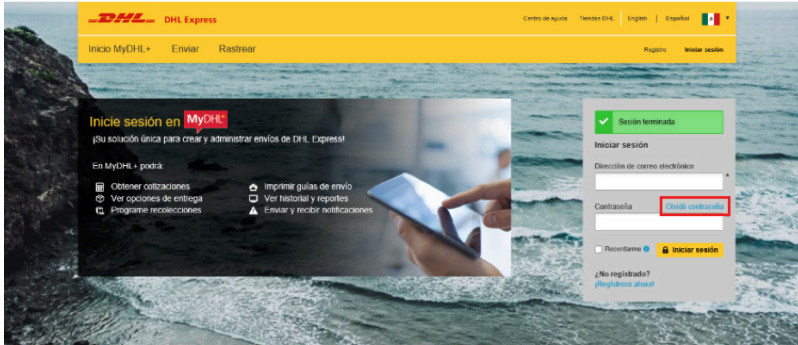 DHL DHL Express
Centro de ayuda Tiendas DHL English | Español
Inicio MyDHL+ Enviar Rastrear
Registro Iniciar sesión
Inicie sesión en MyDHL+
¡Su solución única para crear y administrar envíos de DHL Express!
En MyDHL+ podrá:
Obtener cotizaciones
Ver opciones de entrega
Programe recolecciones
Imprimir guías de envío
Ver historial y reportes
Enviar y recibir notificaciones
Sesión terminada
Iniciar sesión
Dirección de correo electrónico
*
Contraseña Olvidé contraseña
Recordarme Iniciar sesión
¿No registrado?
¡Regístrese ahora!